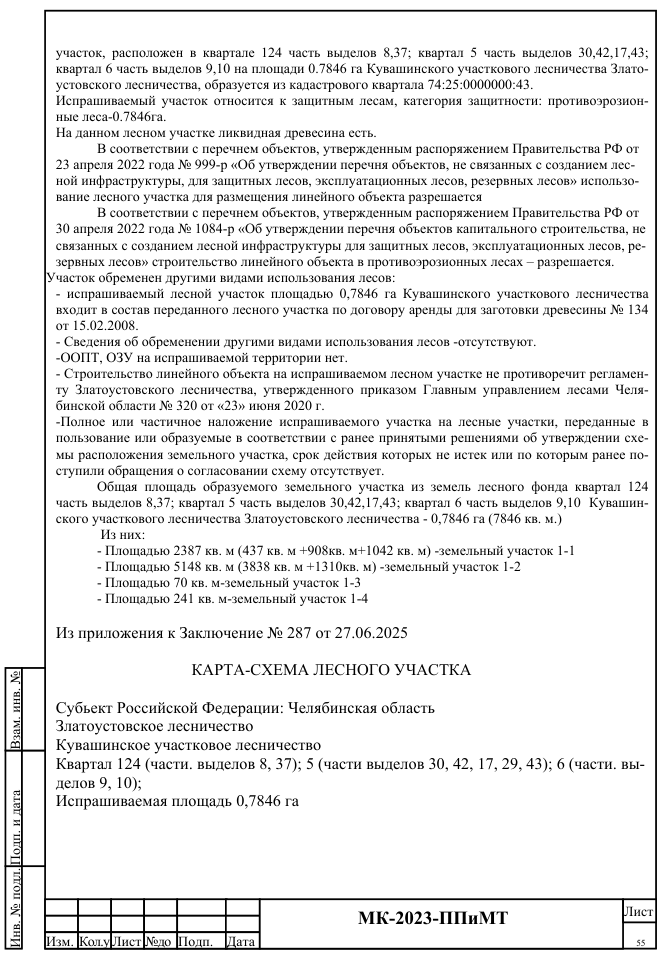 участок, расположен в квартале 124 часть выделов 8,37; квартал 5 часть выделов 30,42,17,43;
квартал 6 часть выделов 9,10 на площади 0.7846 га Кувашинского участкового лесничества Злато-
устовского лесничества, образуется из кадастрового квартала 74:25:0000000:43.
Испрашиваемый участок относится к защитным лесам, категория защитности: противоэрозион-
ные леса-0.7846га.
На данном лесном участке ликвидная древесина есть.
В соответствии с перечнем объектов, утвержденным распоряжением Правительства РФ от
23 апреля 2022 года № 999-р «Об утверждении перечня объектов, не связанных с созданием лес-
ной инфраструктуры, для защитных лесов, эксплуатационных лесов, резервных лесов» использо-
вание лесного участка для размещения линейного объекта разрешается
В соответствии с перечнем объектов, утвержденным распоряжением Правительства РФ от
30 апреля 2022 года № 1084-р «Об утверждении перечня объектов капитального строительства, не
связанных с созданием лесной инфраструктуры для защитных лесов, эксплуатационных лесов, ре-
зервных лесов» строительство линейного объекта в противоэрозионных лесах – разрешается.
Участок обременен другими видами использования лесов:
- испрашиваемый лесной участок площадью 0,7846 га Кувашинского участкового лесничества
входит в состав переданного лесного участка по договору аренды для заготовки древесины № 134
от 15.02.2008.
- Сведения об обременении другими видами использования лесов -отсутствуют.
-ООПТ, ОЗУ на испрашиваемой территории нет.
- Строительство линейного объекта на испрашиваемом лесном участке не противоречит регламен-
ту Златоустовского лесничества, утвержденного приказом Главным управлением лесами Челя-
бинской области № 320 от «23» июня 2020 г.
-Полное или частичное наложение испрашиваемого участка на лесные участки, переданные в
пользование или образуемые в соответствии с ранее принятыми решениями об утверждении схе-
мы расположения земельного участка, срок действия которых не истек или по которым ранее по-
ступили обращения о согласовании схему отсутствует.
Общая площадь образуемого земельного участка из земель лесного фонда квартал 124
часть выделов 8,37; квартал 5 часть выделов 30,42,17,43; квартал 6 часть выделов 9,10 Кувашин-
ского участкового лесничества Златоустовского лесничества - 0,7846 га (7846 кв. м.)
Из них:
- Площадью 2387 кв. м (437 кв. м +908кв. м+1042 кв. м) -земельный участок 1-1
- Площадью 5148 кв. м (3838 кв. м +1310кв. м) -земельный участок 1-2
- Площадью 70 кв. м-земельный участок 1-3
- Площадью 241 кв. м-земельный участок 1-4
Из приложения к Заключение № 287 от 27.06.2025
КАРТА-СХЕМА ЛЕСНОГО УЧАСТКА
Субъект Российской Федерации: Челябинская область
Златоустовское лесничество
Кувашинское участковое лесничество
Квартал 124 (части. выделов 8, 37); 5 (части выделов 30, 42, 17, 29, 43); 6 (части. вы-
делов 9, 10);
Испрашиваемая площадь 0,7846 га
Взам. инв. №
Подп. и дата
Инв. № подл.
МК-2023-ППиМТ
Лист
55
Изм. Кол.у Лист №до Подп. Дата